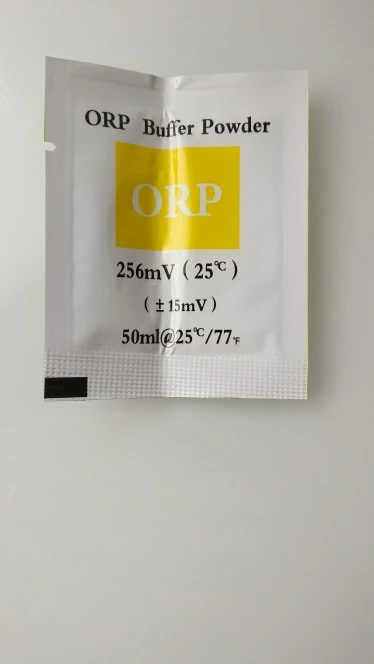 ORP Buffer Powder
ORP
256mV ( 25℃ )
( ±15mV )
50ml@25℃/77℉